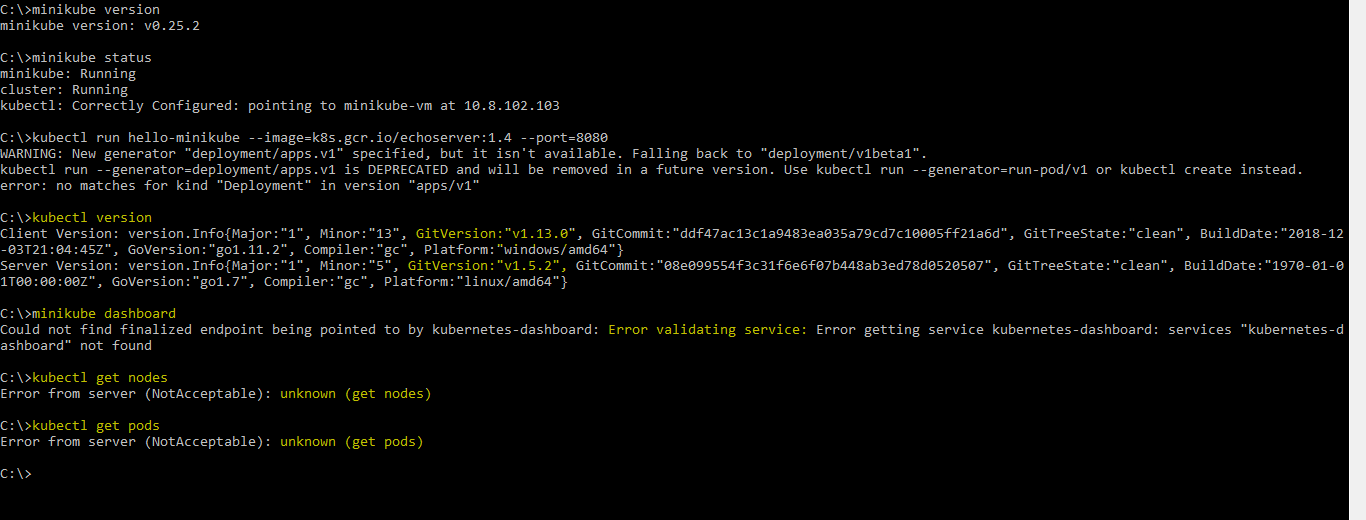 C:\>minikube version
minikube version: v0.25.2
C:\>minikube status
minikube: Running
cluster: Running
kubectl: Correctly Configured: pointing to minikube-vm at 10.8.102.103
C:\>kubectl run hello-minikube --image=k8s.gcr.io/echoserver:1.4 --port=8080
WARNING: New generator "deployment/apps.v1" specified, but it isn't available. Falling back to "deployment/v1beta1".
kubectl run --generator=deployment/apps.v1 is DEPRECATED and will be removed in a future version. Use kubectl run --generator=run-pod/v1 or kubectl create instead.
error: no matches for kind "Deployment" in version "apps/v1"
C:\>kubectl version
Client Version: version.Info{Major:"1", Minor:"13", GitVersion:"v1.13.0", GitCommit:"ddf47ac13c1a9483ea035a79cd7c10005ff21a6d", GitTreeState:"clean", BuildDate:"2018-12
-03T21:04:45Z", GoVersion:"go1.11.2", Compiler:"gc", Platform:"windows/amd64"}
Server Version: version.Info{Major:"1", Minor:"5", GitVersion:"v1.5.2", GitCommit:"08e099554f3c31f6e6f07b448ab3ed78d0520507", GitTreeState:"clean", BuildDate:"1970-01-0
1T00:00:00Z", GoVersion:"go1.7", Compiler:"gc", Platform:"linux/amd64"}
C:\>minikube dashboard
Could not find finalized endpoint being pointed to by kubernetes-dashboard: Error validating service: Error getting service kubernetes-dashboard: services "kubernetes-d
ashboard" not found
C:\>kubectl get nodes
Error from server (NotAcceptable): unknown (get nodes)
C:\>kubectl get pods
Error from server (NotAcceptable): unknown (get pods)
C:\>